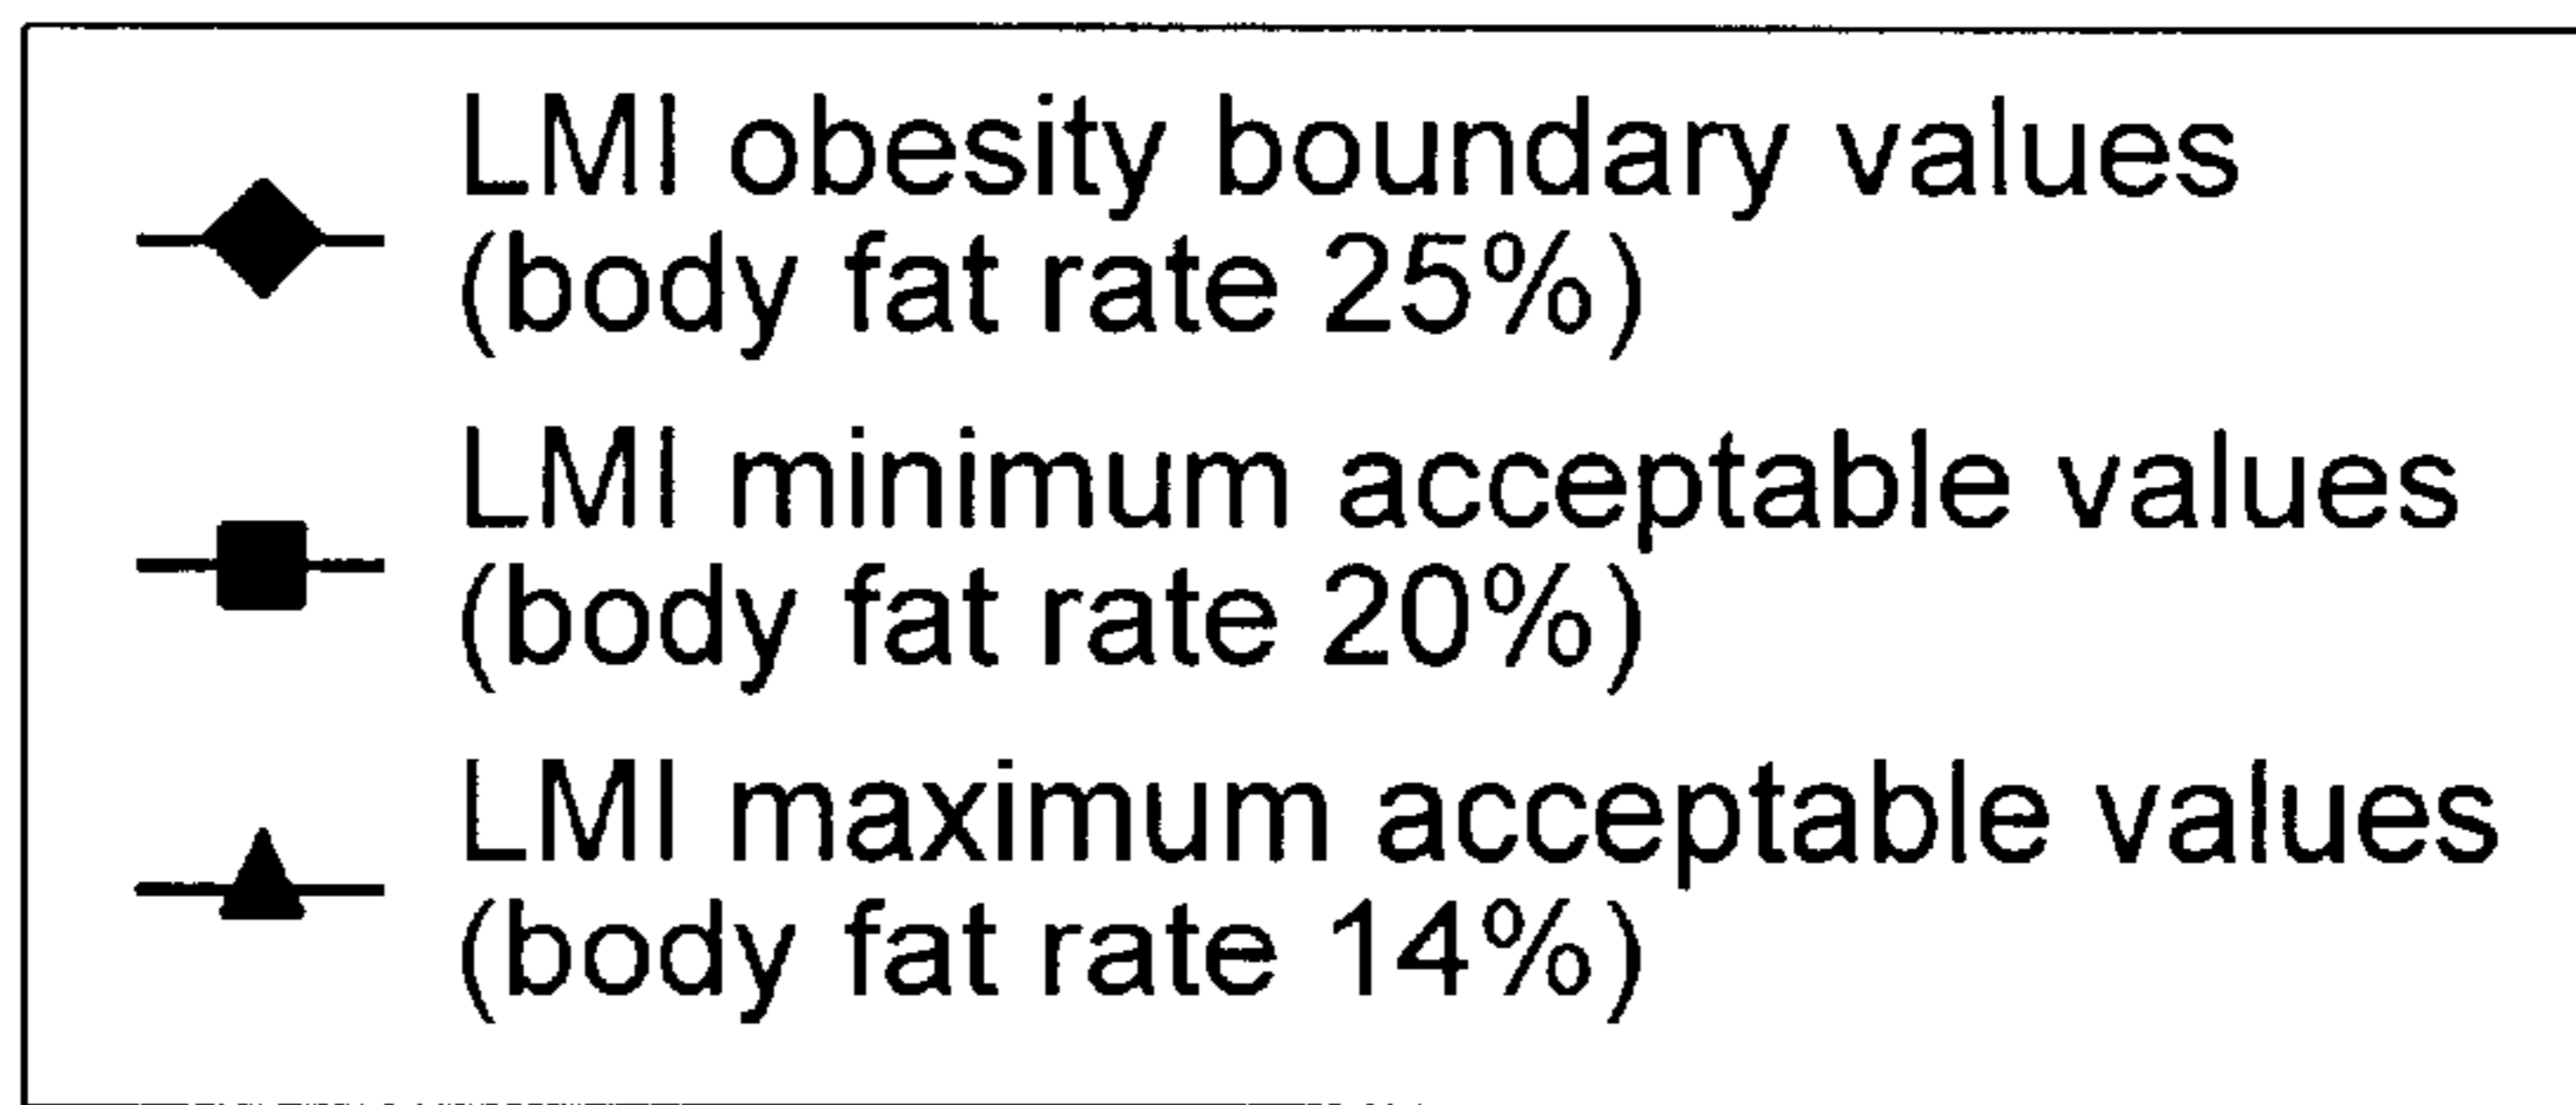 LMI obesity boundary values
(body fat rate 25%)
LMI minimum acceptable values
(body fat rate 20%)
LMI maximum acceptable values
(body fat rate 14%)